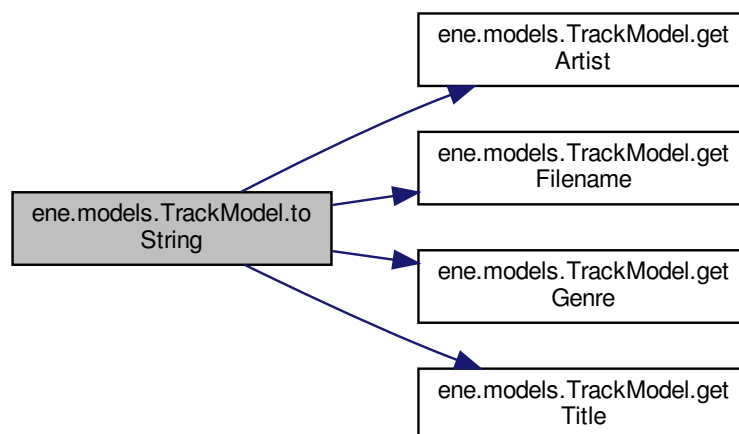 ene.models.TrackModel.get
Artist
ene.models.TrackModel.get
Filename
ene.models.TrackModel.to
String
ene.models.TrackModel.get
Genre
ene.models.TrackModel.get
Title